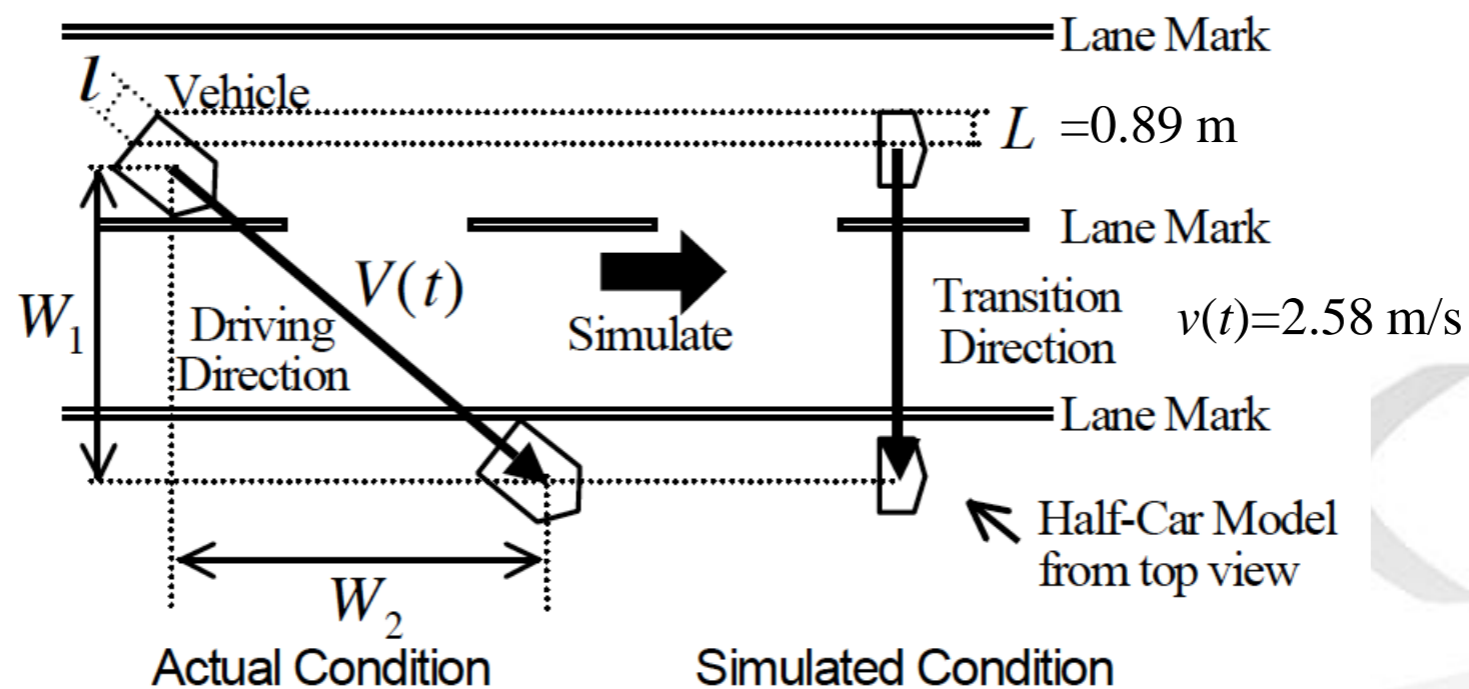 Lane Mark
l
Vehicle
L =0.89 m
Lane Mark
V(t)
W₁
Driving
Direction
Simulate
Transition
Direction
v(t)=2.58 m/s
Lane Mark
Half-Car Model
from top view
W₂
Actual Condition
Simulated Condition